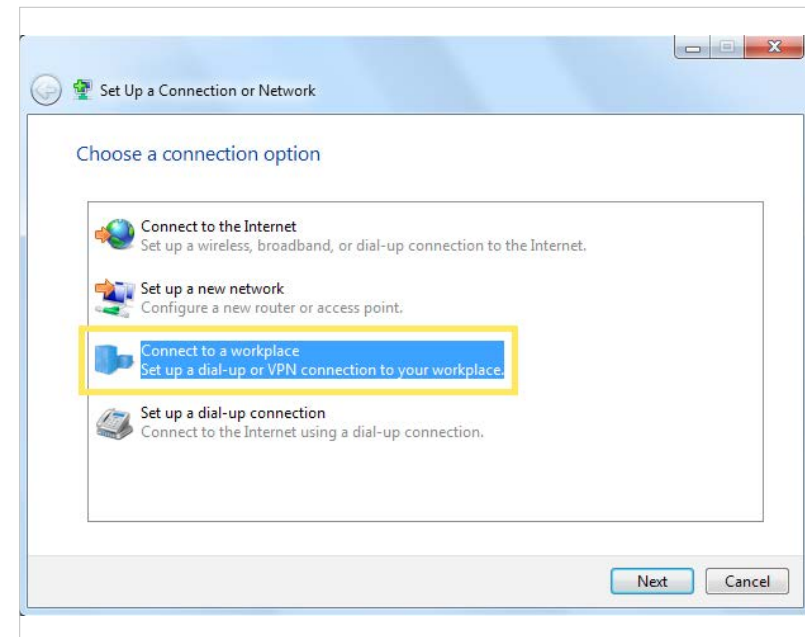 Set Up a Connection or Network
Choose a connection option
Connect to the Internet
Set up a wireless, broadband, or dial-up connection to the Internet.
Set up a new network
Configure a new router or access point.
Connect to a workplace
Set up a dial-up or VPN connection to your workplace.
Set up a dial-up connection
Connect to the Internet using a dial-up connection.
Next Cancel